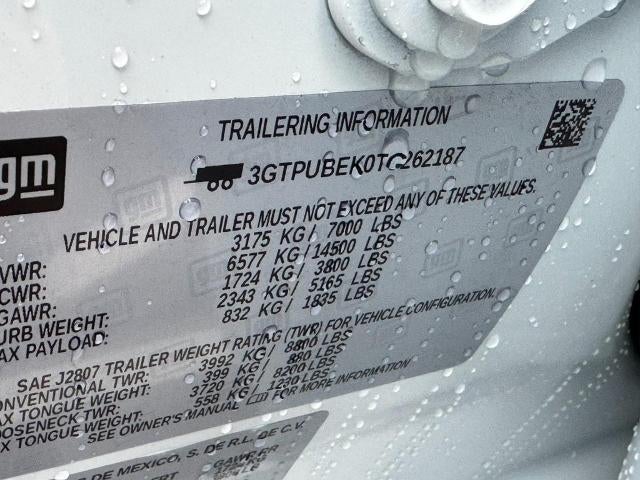 TRAILERING INFORMATION
gm
3GTPUBEK0TG262187
VEHICLE AND TRAILER MUST NOT EXCEED ANY OF THESE VALUES.
VWR: 3175 KG/ 7000 LBS
CWR: 6577 KG/14500 LBS
GAWR: 1724 KG/ 3800 LBS
URB WEIGHT: 2343 KG/ 5165 LBS
AX PAYLOAD: 832 KG/ 1835 LBS
SAE J2807 TRAILER WEIGHT RATING (TWR) FOR VEHICLE CONFIGURATION.
ONVENTIONAL TWR: 3992 KG/ 8800 LBS
AX TONGUE WEIGHT: 399 KG/ 880 LBS
OOSENECK TWR: 3720 KG/ 8200 LBS
AX TONGUE WEIGHT: 558 KG/ 1230 LBS
SEE OWNER'S MANUAL FOR MORE INFORMATION
DE MEXICO, S. DE R.L. DE C.V.
GAWR RR